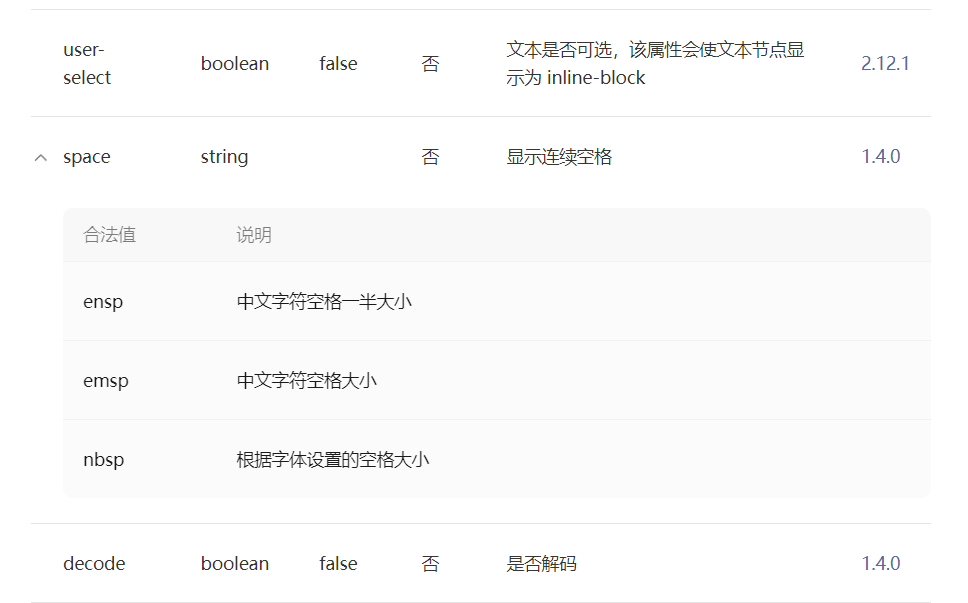 user-select boolean false 否 文本是否可选，该属性会使文本节点显示为 inline-block 2.12.1
space string 否 显示连续空格 1.4.0
合法值 说明
ensp 中文字符空格一半大小
emsp 中文字符空格大小
nbsp 根据字体设置的空格大小
decode boolean false 否 是否解码 1.4.0